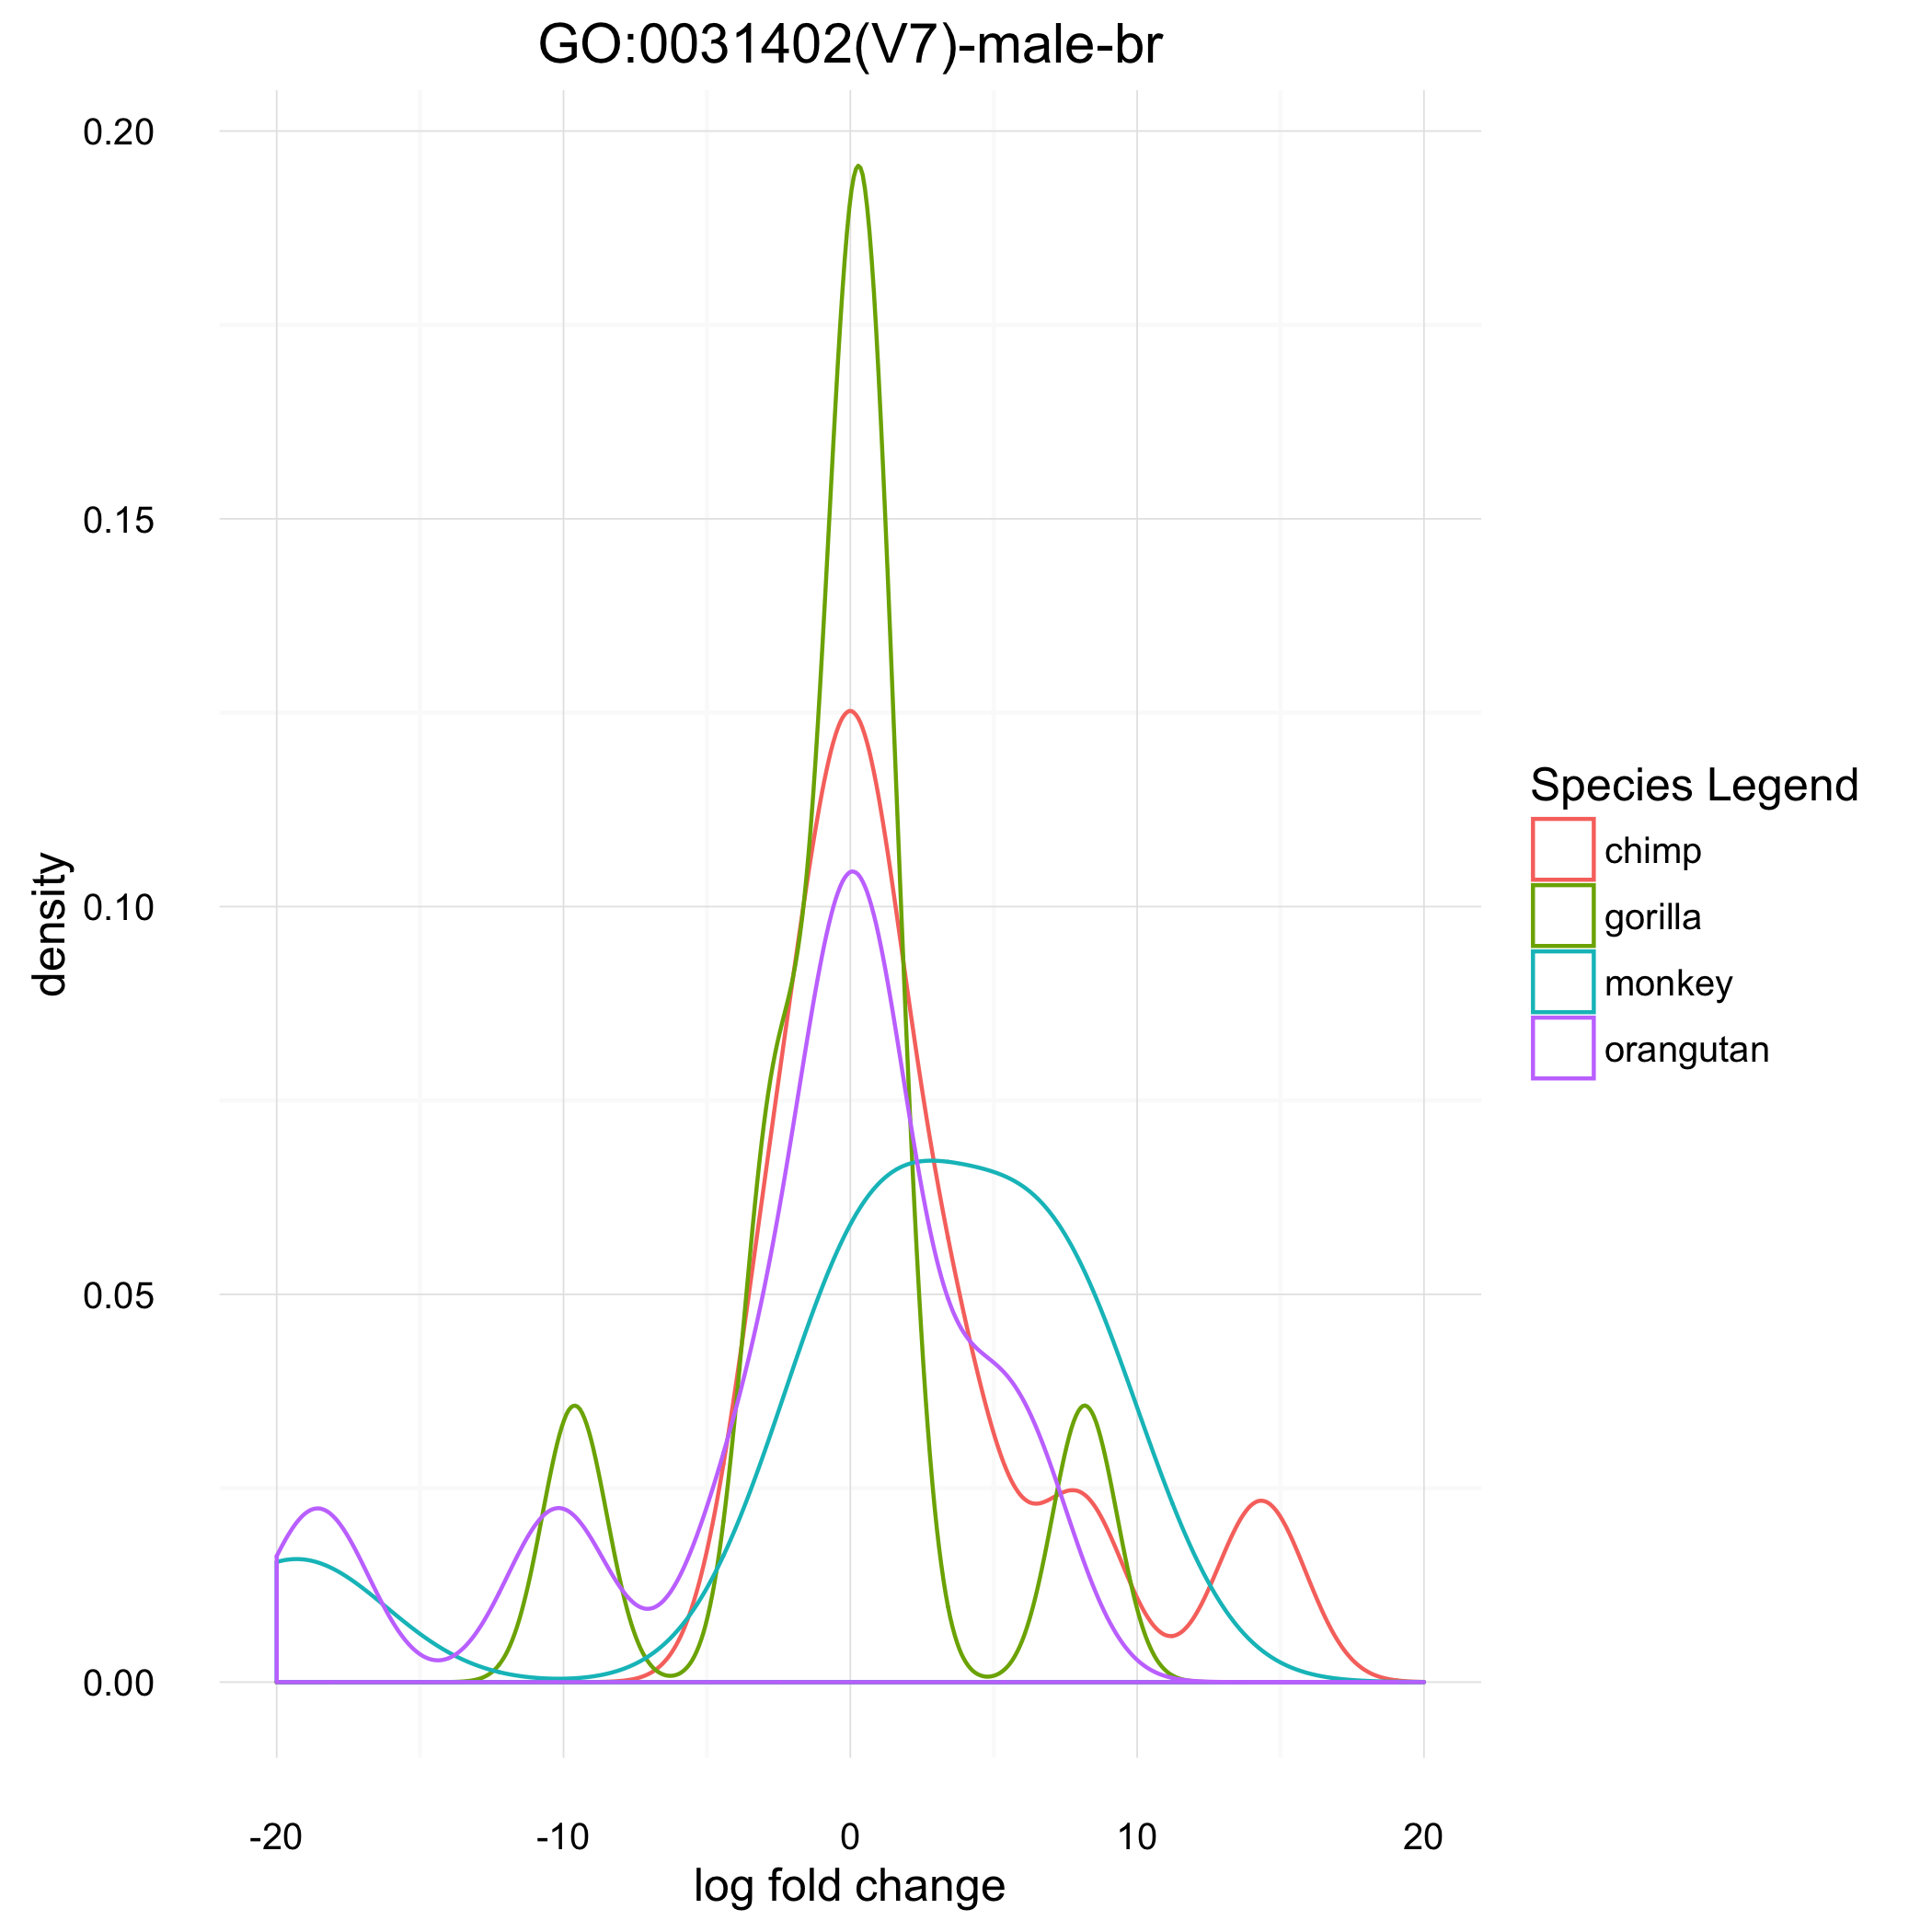 GO:0031402(V7)-male-br
0.20
0.15
0.10
0.05
0.00
density
-20
-10
0
10
20
log fold change
Species Legend
chimp
gorilla
monkey
orangutan